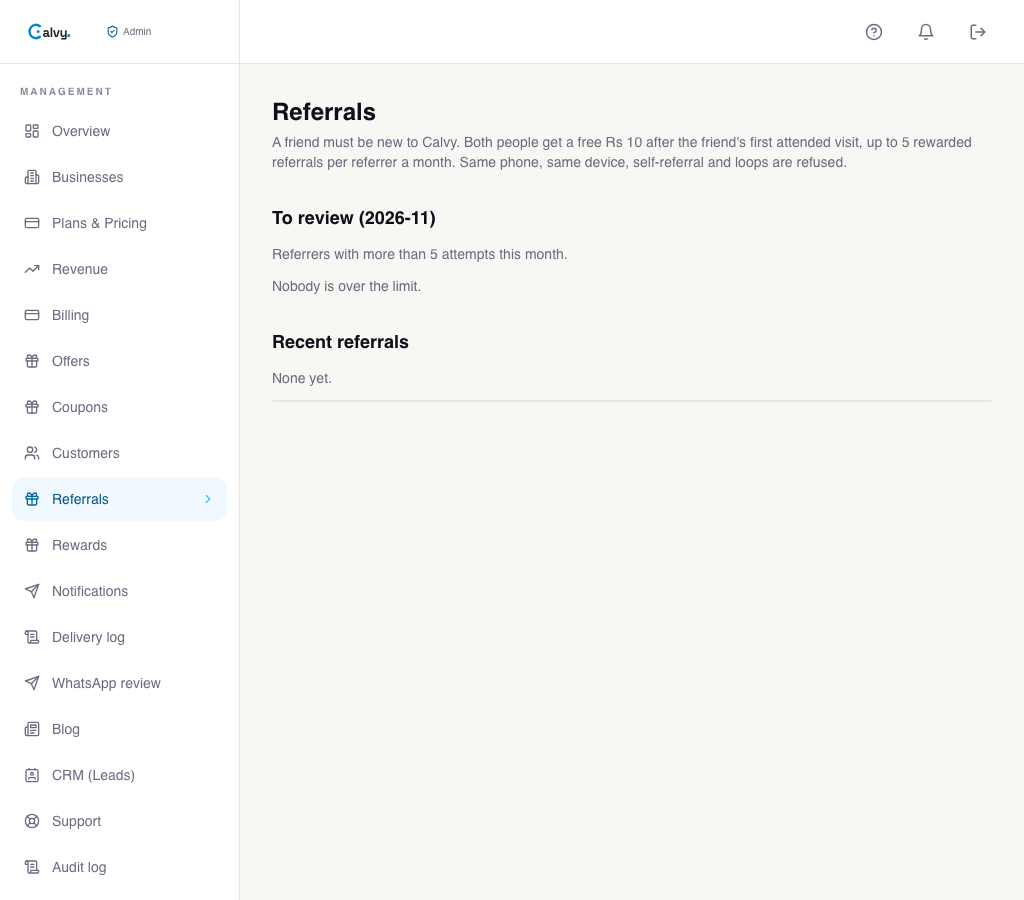 Calvy.
Admin
MANAGEMENT
Overview
Businesses
Plans & Pricing
Revenue
Billing
Offers
Coupons
Customers
Referrals
Rewards
Notifications
Delivery log
WhatsApp review
Blog
CRM (Leads)
Support
Audit log
Referrals
A friend must be new to Calvy. Both people get a free Rs 10 after the friend's first attended visit, up to 5 rewarded
referrals per referrer a month. Same phone, same device, self-referral and loops are refused.
To review (2026-11)
Referrers with more than 5 attempts this month.
Nobody is over the limit.
Recent referrals
None yet.